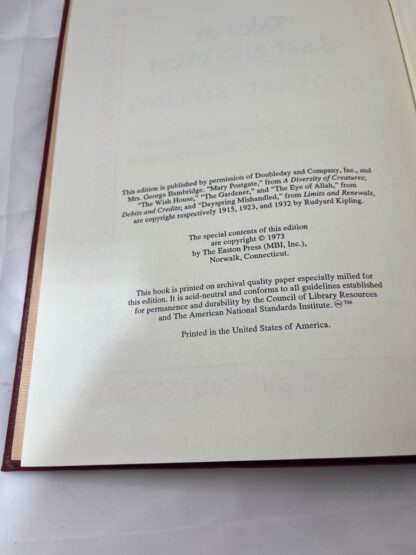 This edition is published by permission of Doubleday and Company, Inc., and
Mrs. George Bambridge. "Mary Postgate," from A Diversity of Creatures;
"The Wish House," "The Gardener," and "The Eye of Allah," from
Debits and Credits; and "Dayspring Mishandled," from Limits and Renewals,
are copyright respectively 1915, 1923, and 1932 by Rudyard Kipling.
The special contents of this edition
are copyright © 1973
by The Easton Press (MBI, Inc.),
Norwalk, Connecticut.
This book is printed on archival quality paper especially milled for
this edition. It is acid-neutral and conforms to all guidelines established
for permanence and durability by the Council of Library Resources
and The American National Standards Institute. ♾™
Printed in the United States of America.